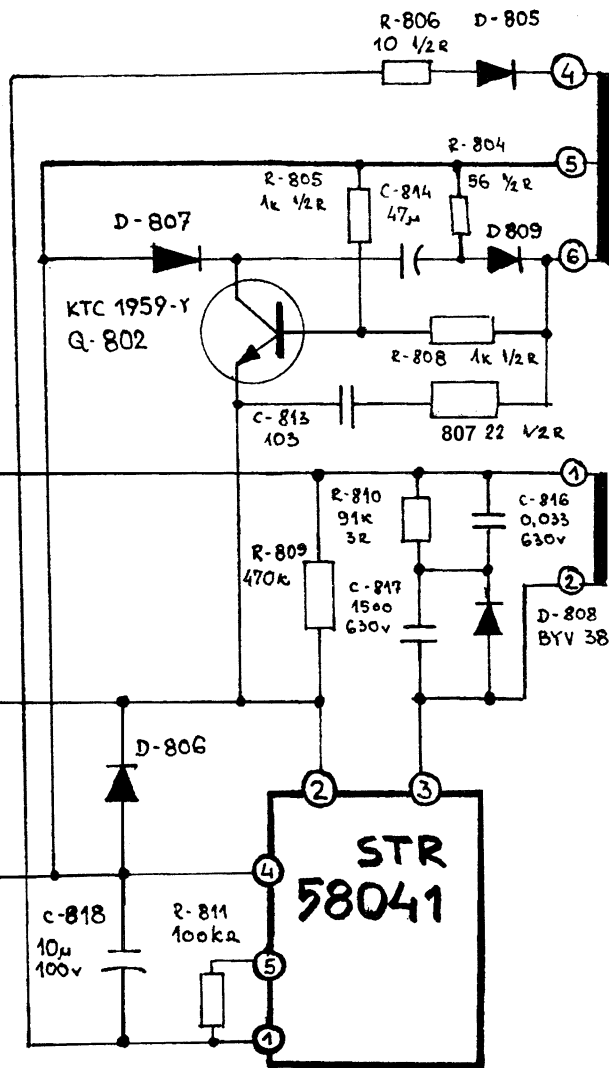 R-806
10 1/2R
D-805
4
5
R-804
56 1/2R
R-805
1K 1/2R
C-814
47µ
D-807
D809
6
KTC 1959-Y
Q-802
R-808 1K 1/2R
C-813
103
807 22 1/2R
1
R-810
91K
3R
C-816
0,033
630v
R-809
470K
C-817
1500
630v
2
D-808
BYV 38
D-806
2
3
STR
58041
4
C-818
10µ
100v
R-811
100KΩ
5
1